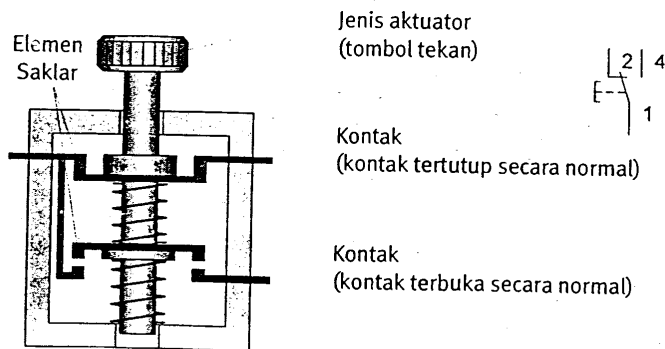 Elemen
Saklar
Jenis aktuator
(tombol tekan)
2 4
1
Kontak
(kontak tertutup secara normal)
Kontak
(kontak terbuka secara normal)